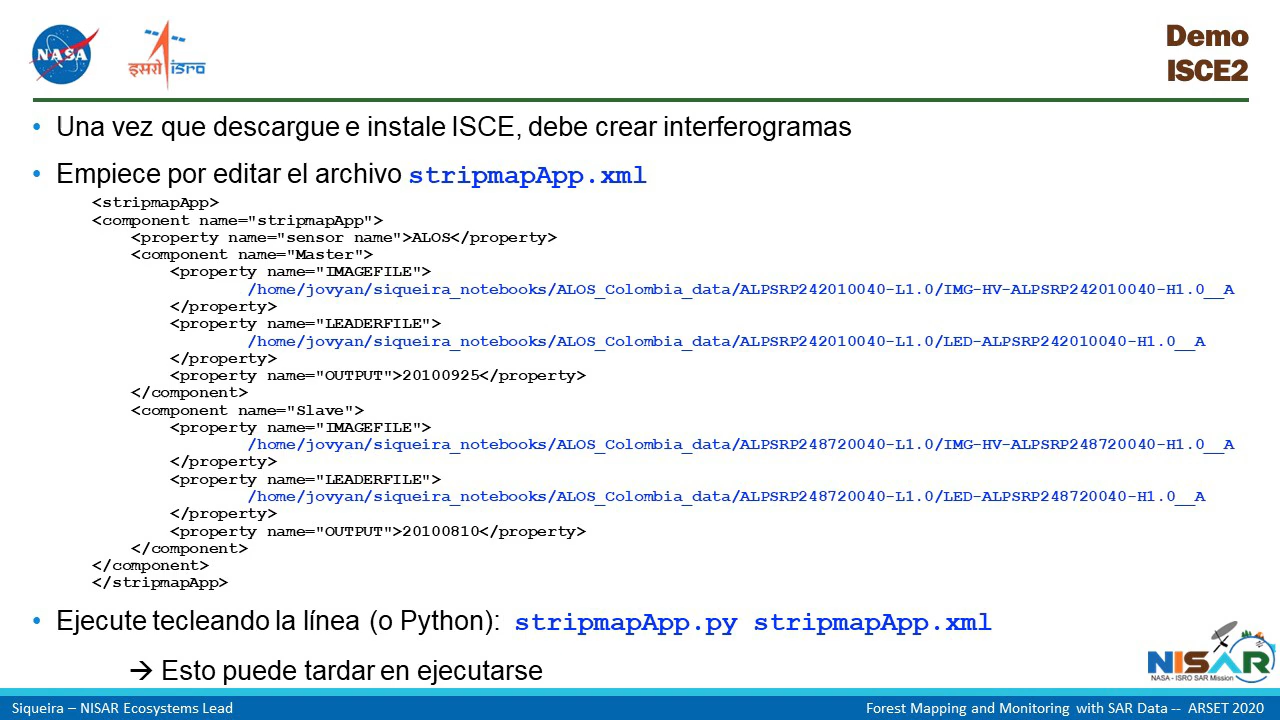 NASA
इसरो isro
Demo
ISCE2
• Una vez que descargue e instale ISCE, debe crear interferogramas
• Empiece por editar el archivo stripmapApp.xml
<stripmapApp>
<component name="stripmapApp">
<property name="sensor name">ALOS</property>
<component name="Master">
<property name="IMAGEFILE">
/home/jovyan/siqueira_notebooks/ALOS_Colombia_data/ALPSRP242010040-L1.0/IMG-HV-ALPSRP242010040-H1.0__A
</property>
<property name="LEADERFILE">
/home/jovyan/siqueira_notebooks/ALOS_Colombia_data/ALPSRP242010040-L1.0/LED-ALPSRP242010040-H1.0__A
</property>
<property name="OUTPUT">20100925</property>
</component>
<component name="Slave">
<property name="IMAGEFILE">
/home/jovyan/siqueira_notebooks/ALOS_Colombia_data/ALPSRP248720040-L1.0/IMG-HV-ALPSRP248720040-H1.0__A
</property>
<property name="LEADERFILE">
/home/jovyan/siqueira_notebooks/ALOS_Colombia_data/ALPSRP248720040-L1.0/LED-ALPSRP248720040-H1.0__A
</property>
<property name="OUTPUT">20100810</property>
</component>
</component>
</stripmapApp>
• Ejecute tecleando la línea (o Python): stripmapApp.py stripmapApp.xml
→ Esto puede tardar en ejecutarse
NISAR
NASA - ISRO SAR Mission
Siqueira – NISAR Ecosystems Lead
Forest Mapping and Monitoring with SAR Data -- ARSET 2020